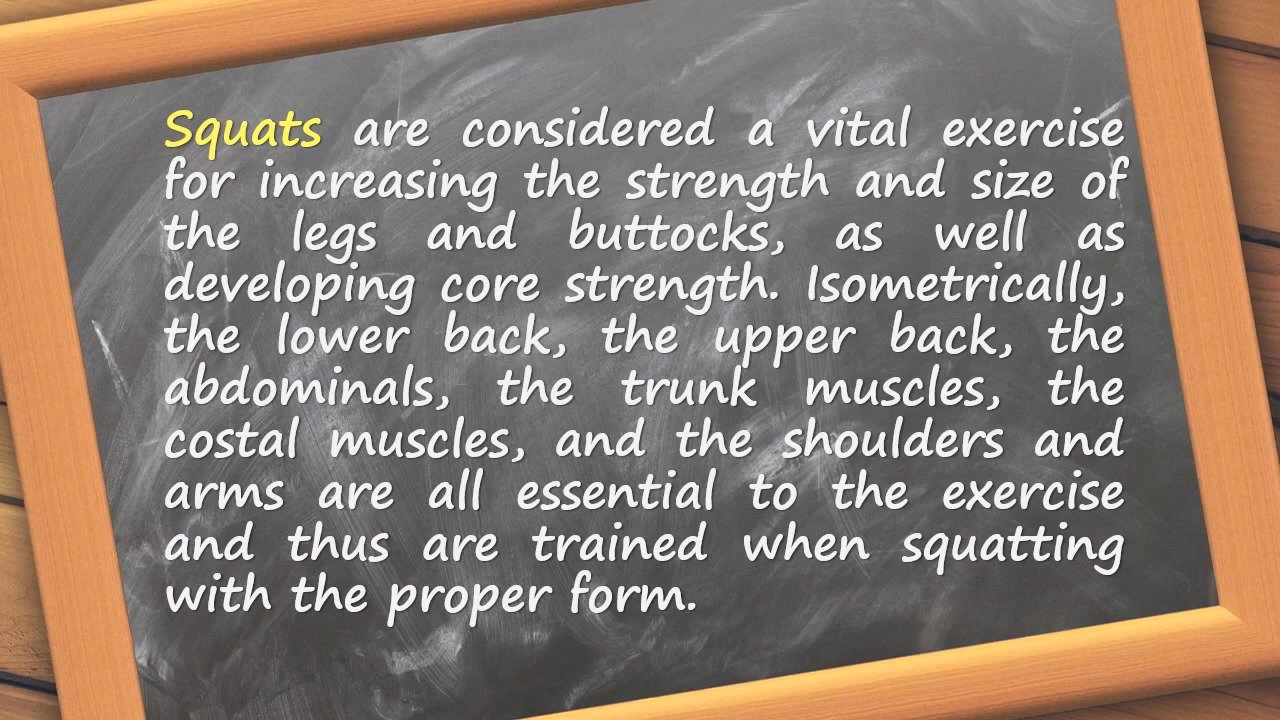 Squats are considered a vital exercise
for increasing the strength and size of
the legs and buttocks, as well as
developing core strength. Isometrically,
the lower back, the upper back, the
abdominals, the trunk muscles, the
costal muscles, and the shoulders and
arms are all essential to the exercise
and thus are trained when squatting
with the proper form.